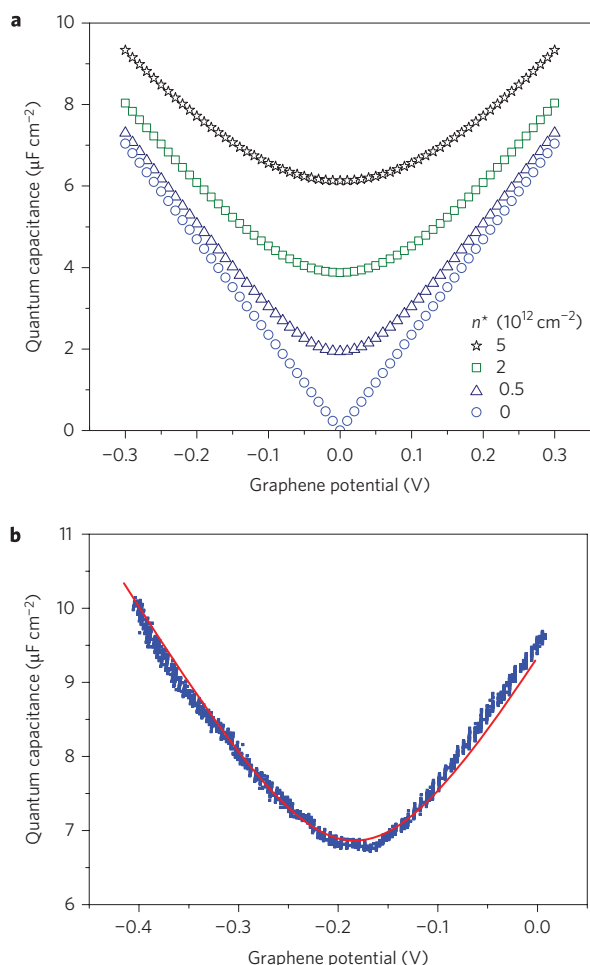 a
10
8
6
4
2
0
Quantum capacitance (µF cm⁻²)
n* (10¹² cm⁻²)
5
2
0.5
0
−0.3 −0.2 −0.1 0.0 0.1 0.2 0.3
Graphene potential (V)
b
11
10
9
8
7
6
Quantum capacitance (µF cm⁻²)
−0.4 −0.3 −0.2 −0.1 0.0
Graphene potential (V)